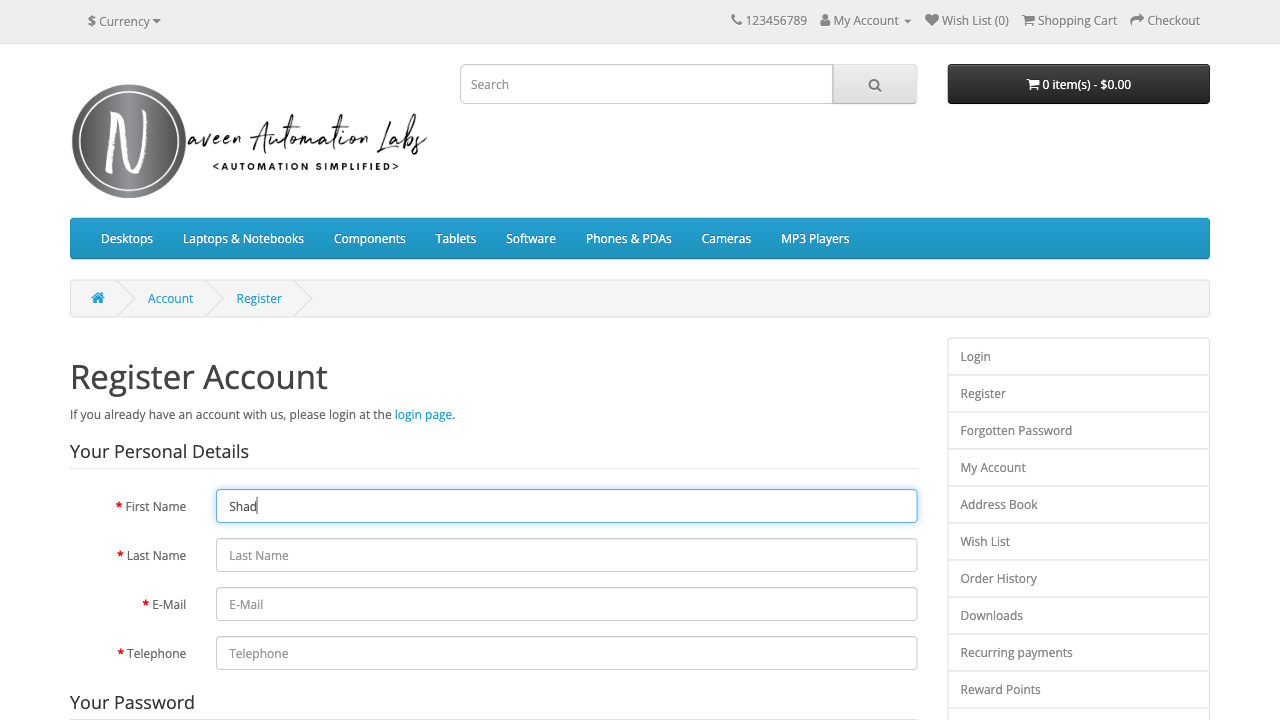 $ Currency
123456789
My Account
Wish List (0)
Shopping Cart
Checkout
Search
0 item(s) - $0.00
N
aveen Automation Labs
<AUTOMATION SIMPLIFIED>
Desktops
Laptops & Notebooks
Components
Tablets
Software
Phones & PDAs
Cameras
MP3 Players
Account
Register
Register Account
If you already have an account with us, please login at the login page.
Your Personal Details
* First Name
Shad
* Last Name
Last Name
* E-Mail
E-Mail
* Telephone
Telephone
Your Password
Login
Register
Forgotten Password
My Account
Address Book
Wish List
Order History
Downloads
Recurring payments
Reward Points